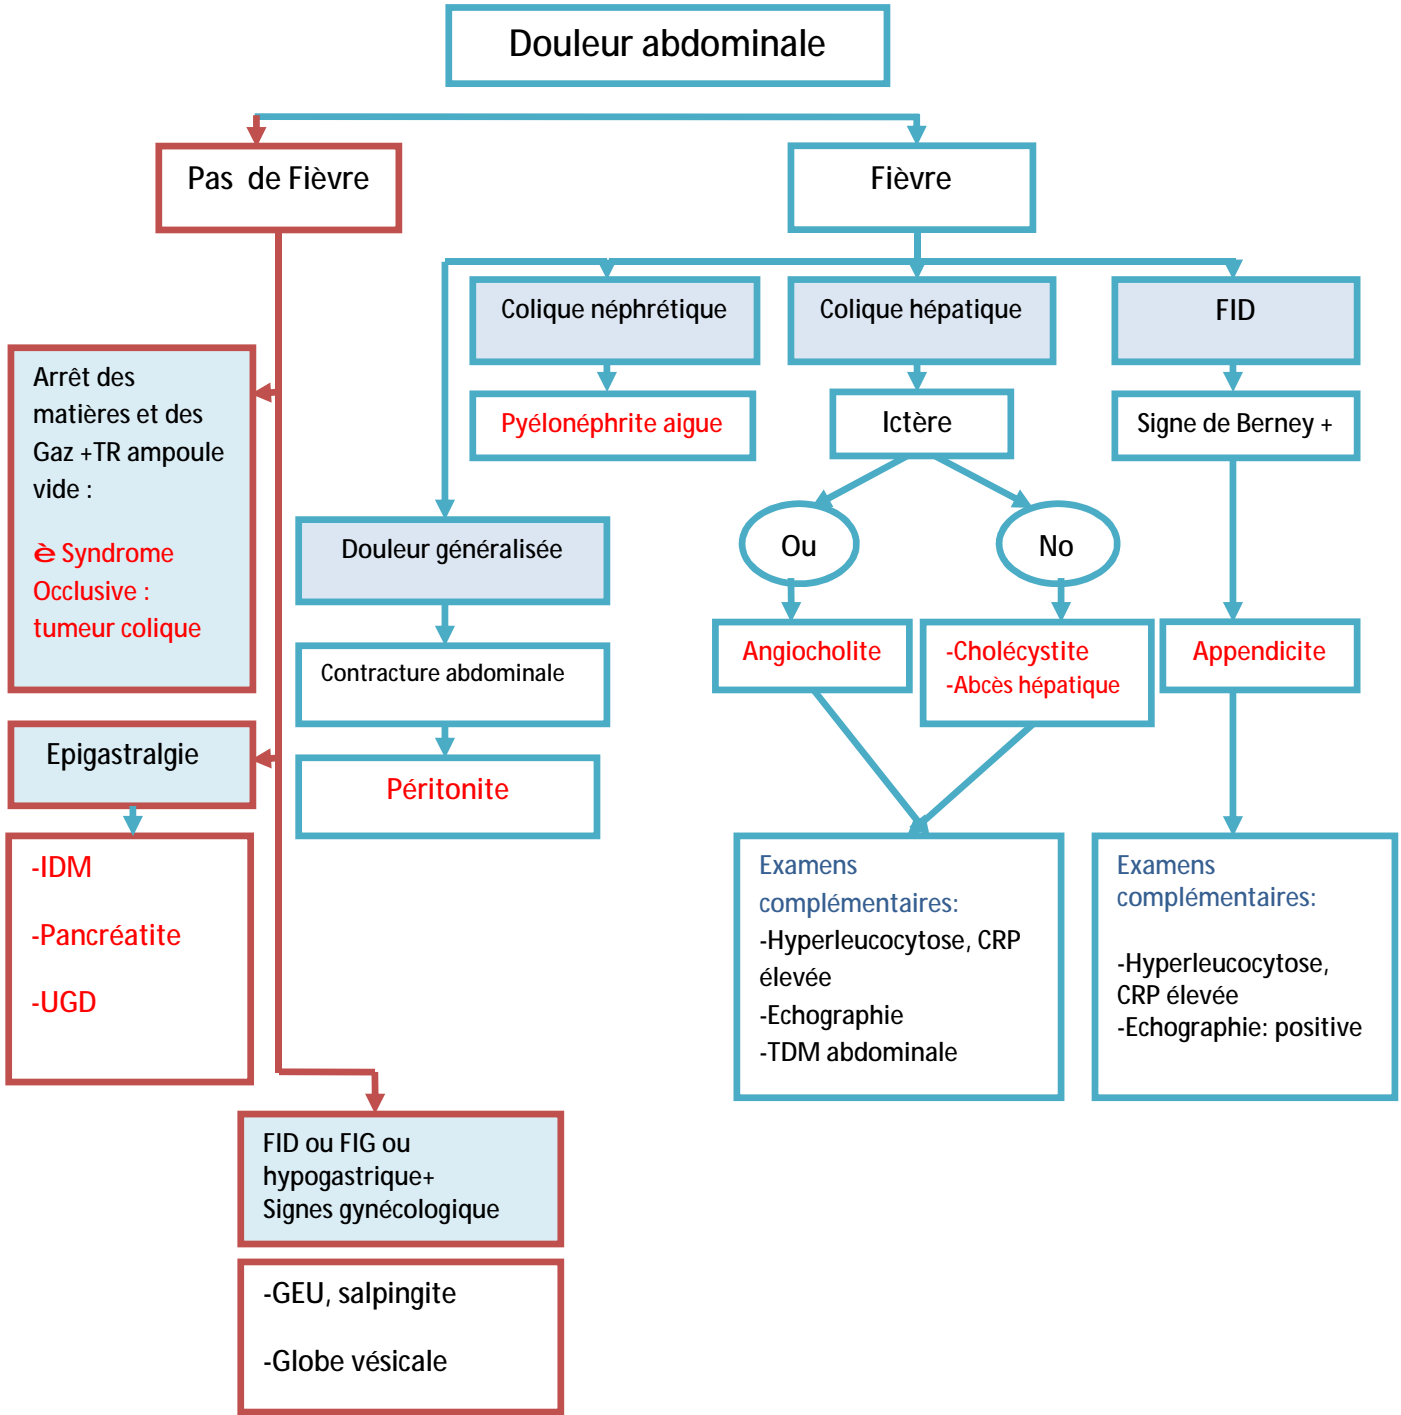 Douleur abdominale
Pas de Fièvre
Fièvre
Colique néphrétique
Colique hépatique
FID
Arrêt des
matières et des
Gaz +TR ampoule
vide :
è Syndrome
Occlusive :
tumeur colique
Pyélonéphrite aigue
Ictère
Signe de Berney +
Douleur généralisée
Ou
No
Contracture abdominale
Angiocholite
-Cholécystite
-Abcès hépatique
Appendicite
Epigastralgie
Péritonite
-IDM
-Pancréatite
-UGD
Examens
complémentaires:
-Hyperleucocytose, CRP
élevée
-Echographie
-TDM abdominale
Examens
complémentaires:
-Hyperleucocytose,
CRP élevée
-Echographie: positive
FID ou FIG ou
hypogastrique+
Signes gynécologique
-GEU, salpingite
-Globe vésicale